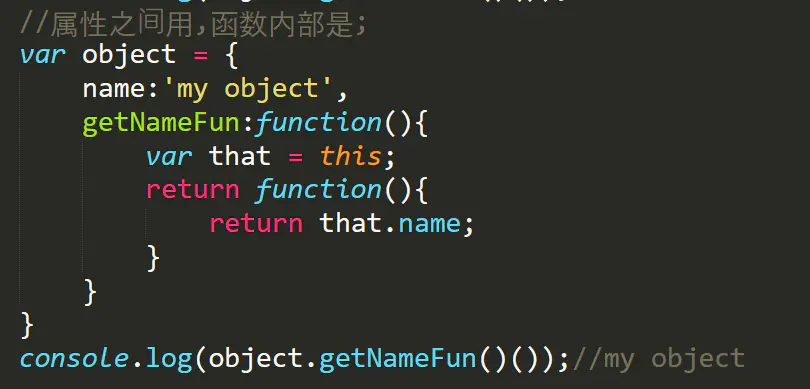 //属性之间用,函数内部是;
var object = {
    name:'my object',
    getNameFun:function(){
        var that = this;
        return function(){
            return that.name;
        }
    }
}
console.log(object.getNameFun()());//my object